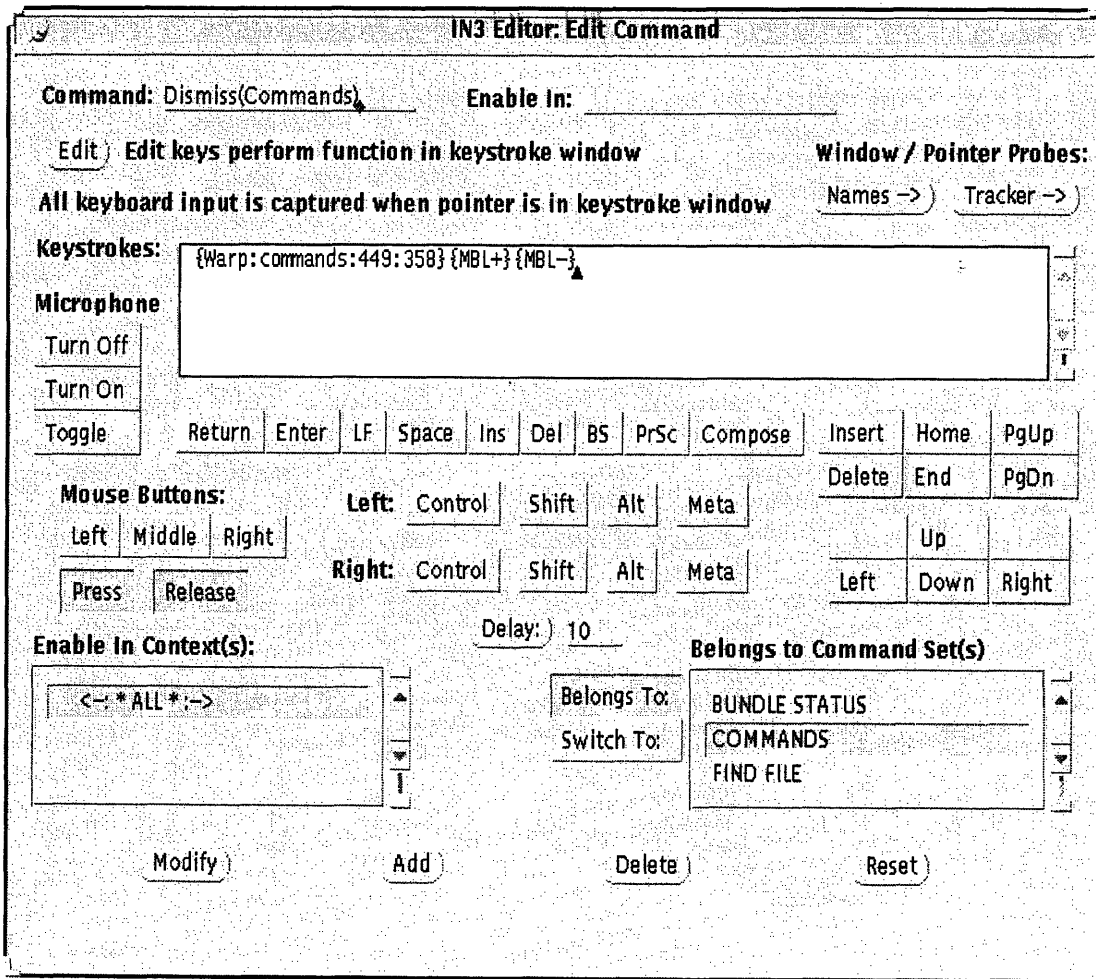 IN3 Editor: Edit Command
Command: Dismiss(Commands) Enable In:
Edit Edit keys perform function in keystroke window Window / Pointer Probes:
All keyboard input is captured when pointer is in keystroke window Names -> Tracker ->
Keystrokes: {Warp:commands:449:358}{MBL+}{MBL-}
Microphone
Turn Off
Turn On
Toggle Return Enter LF Space Ins Del BS PrSc Compose Insert Home PgUp
Delete End PgDn
Mouse Buttons: Left: Control Shift Alt Meta
Left Middle Right Up
Right: Control Shift Alt Meta
Press Release Left Down Right
Delay: 10
Enable In Context(s): Belongs to Command Set(s)
<-: * ALL * :-> Belongs To: BUNDLE STATUS
Switch To: COMMANDS
FIND FILE
Modify Add Delete Reset